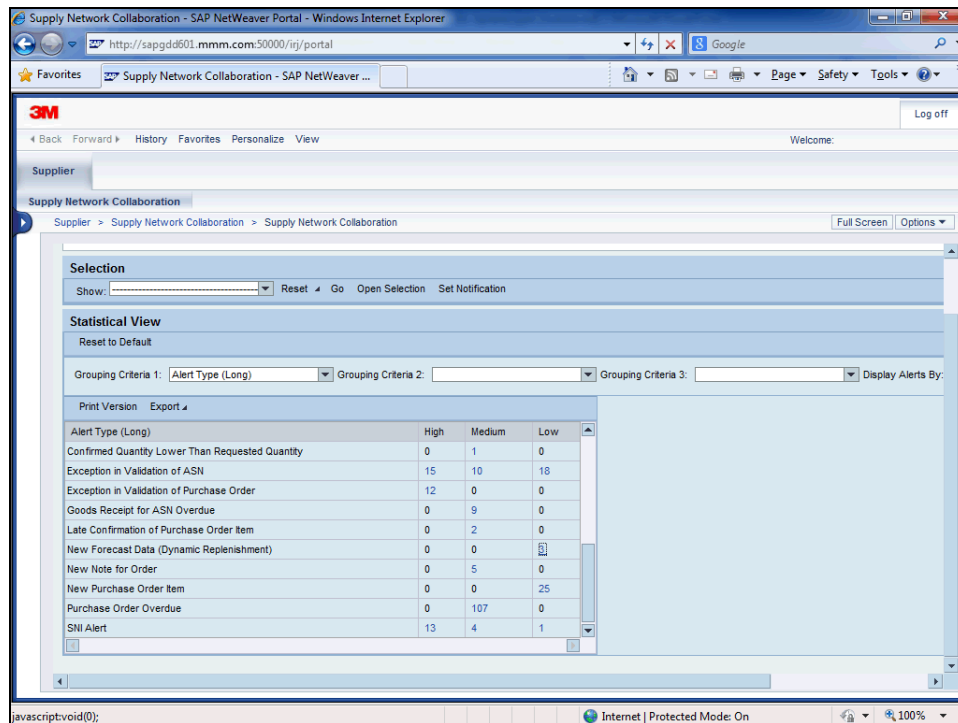 Supply Network Collaboration - SAP NetWeaver Portal - Windows Internet Explorer
SAP http://sapgdd601.mmm.com:50000/irj/portal Google
Favorites SAP Supply Network Collaboration - SAP NetWeaver ... Page Safety Tools
3M Log off
Back Forward History Favorites Personalize View Welcome:
Supplier
Supply Network Collaboration
Supplier > Supply Network Collaboration > Supply Network Collaboration Full Screen Options
Selection
Show: Reset Go Open Selection Set Notification
Statistical View
Reset to Default
Grouping Criteria 1: Alert Type (Long) Grouping Criteria 2: Grouping Criteria 3: Display Alerts By:
Print Version Export
Alert Type (Long) High Medium Low
Confirmed Quantity Lower Than Requested Quantity 0 1 0
Exception in Validation of ASN 15 10 18
Exception in Validation of Purchase Order 12 0 0
Goods Receipt for ASN Overdue 0 9 0
Late Confirmation of Purchase Order Item 0 2 0
New Forecast Data (Dynamic Replenishment) 0 0 3
New Note for Order 0 5 0
New Purchase Order Item 0 0 25
Purchase Order Overdue 0 107 0
SNI Alert 13 4 1
javascript:void(0); Internet | Protected Mode: On 100%